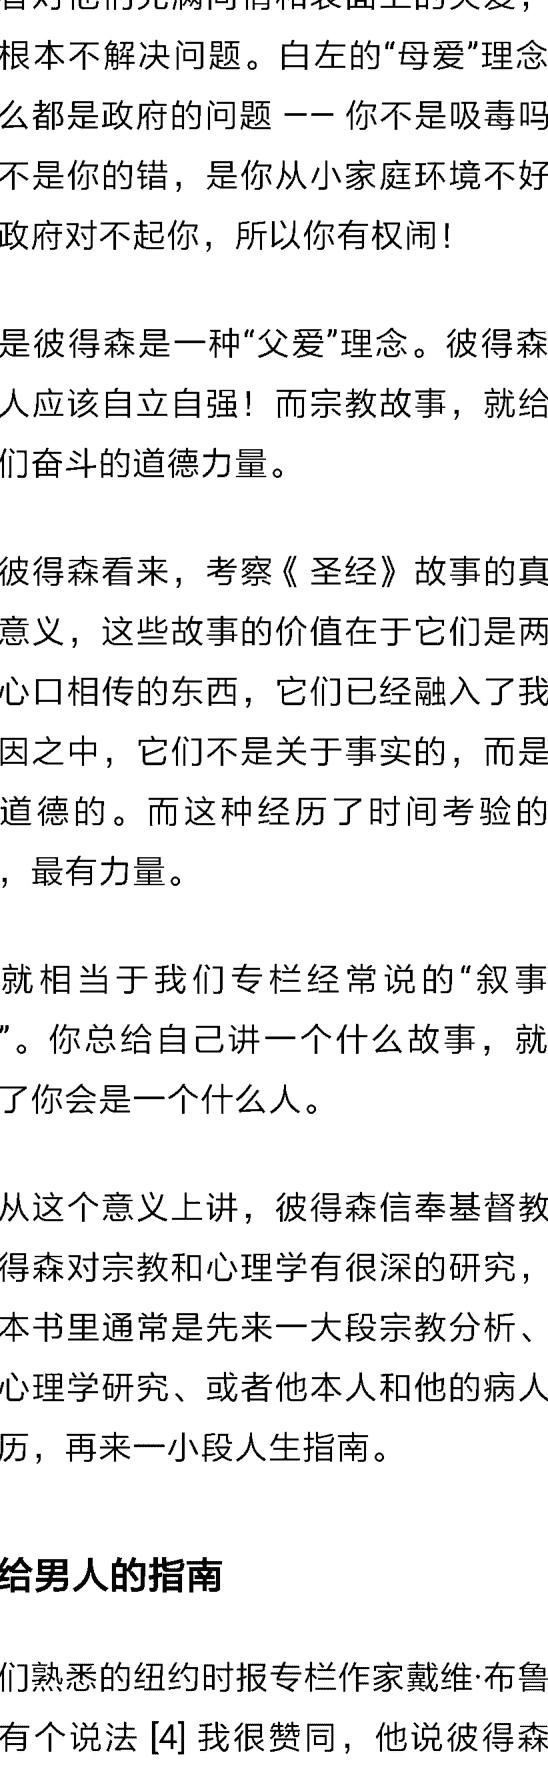 着对他们充满同情和表面上的关爱，
根本不解决问题。白左的“母爱”理念
么都是政府的问题 —— 你不是吸毒吗
不是你的错，是你从小家庭环境不好
政府对不起你，所以你有权闹！
是彼得森是一种“父爱”理念。彼得森
人应该自立自强！而宗教故事，就给
们奋斗的道德力量。
彼得森看来，考察《 圣经》故事的真
意义，这些故事的价值在于它们是两
心口相传的东西，它们已经融入了我
因之中，它们不是关于事实的，而是
道德的。而这种经历了时间考验的
，最有力量。
就相当于我们专栏经常说的“叙事
”。你总给自己讲一个什么故事，就
了你会是一个什么人。
从这个意义上讲，彼得森信奉基督教
得森对宗教和心理学有很深的研究，
本书里通常是先来一大段宗教分析、
心理学研究、或者他本人和他的病人
历，再来一小段人生指南。
给男人的指南
们熟悉的纽约时报专栏作家戴维·布鲁
有个说法 [4] 我很赞同，他说彼得森